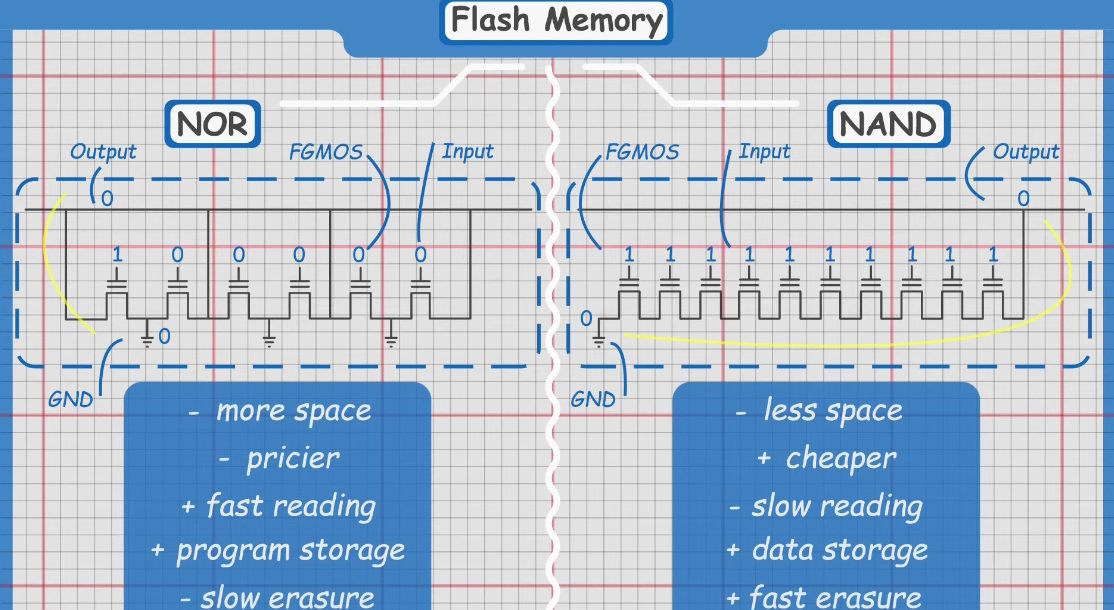 Flash Memory
NOR
Output
FGMOS
Input
0
1 0 0 0 0 0
0
GND
- more space
- pricier
+ fast reading
+ program storage
- slow erasure
NAND
FGMOS
Input
Output
0
1 1 1 1 1 1 1 1 1 1
0
GND
- less space
+ cheaper
- slow reading
+ data storage
+ fast erasure